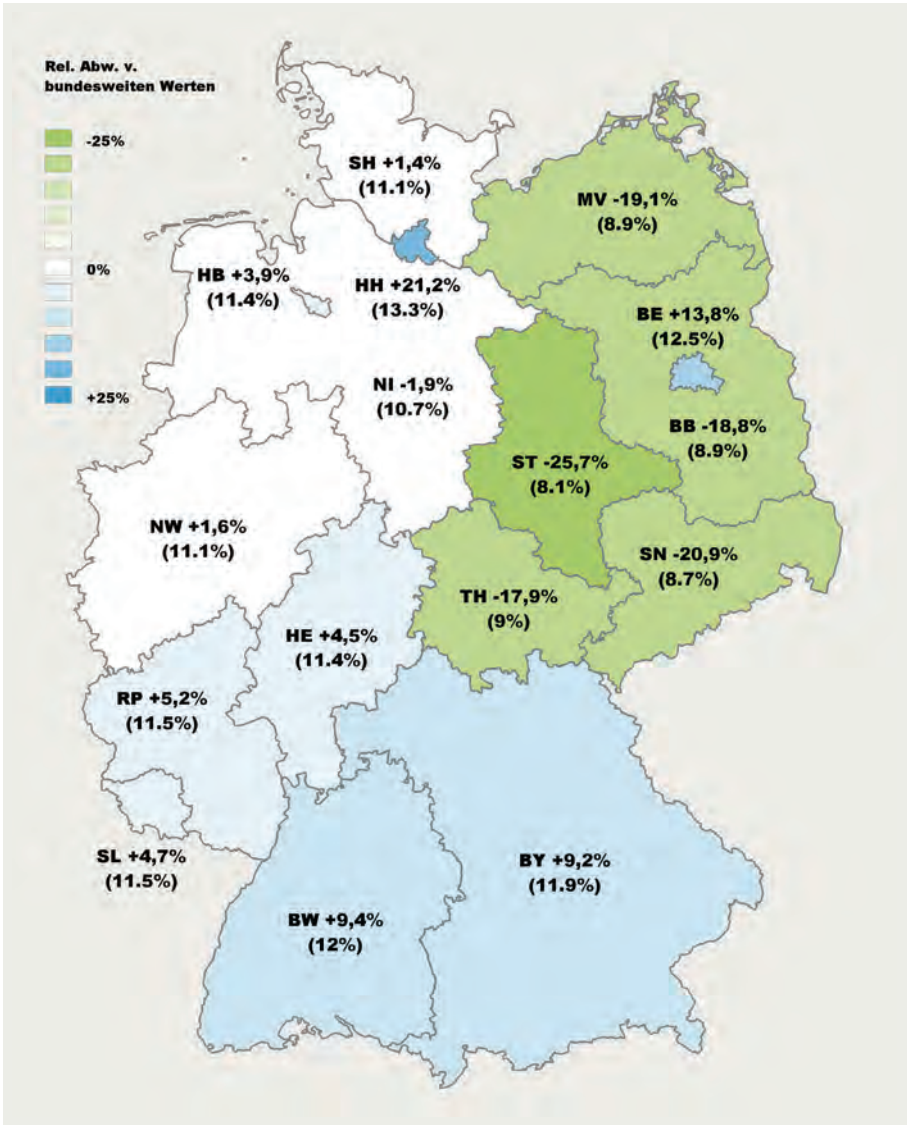 Rel. Abw. v.
bundesweiten Werten
-25%
0%
+25%
SH +1,4%
(11.1%)
MV -19,1%
(8.9%)
HB +3,9%
(11.4%)
HH +21,2%
(13.3%)
BE +13,8%
(12.5%)
NI -1,9%
(10.7%)
BB -18,8%
(8.9%)
ST -25,7%
(8.1%)
NW +1,6%
(11.1%)
SN -20,9%
(8.7%)
TH -17,9%
(9%)
HE +4,5%
(11.4%)
RP +5,2%
(11.5%)
SL +4,7%
(11.5%)
BY +9,2%
(11.9%)
BW +9,4%
(12%)